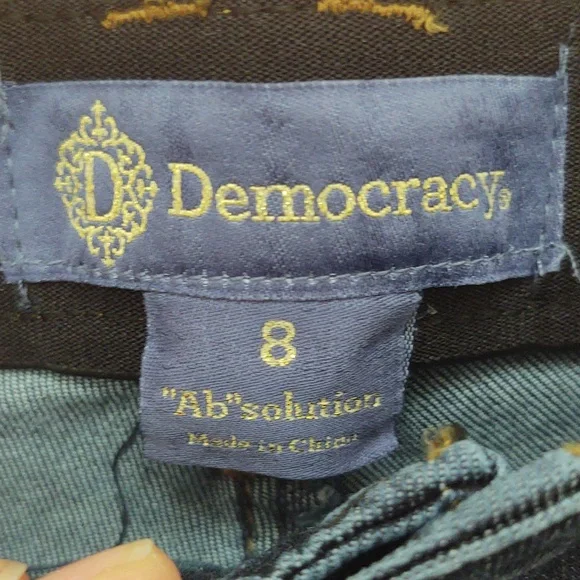 D Democracy®
8
"Ab"solution
Made in China